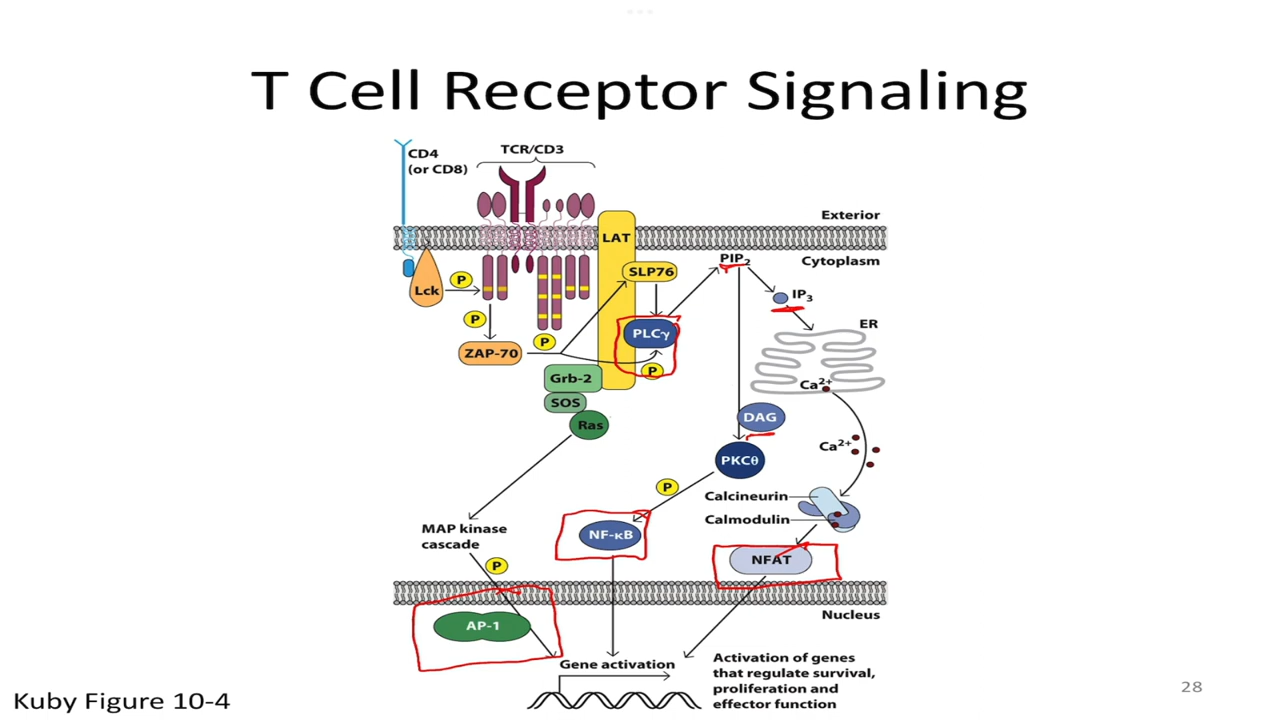 T Cell Receptor Signaling
CD4
(or CD8)
TCR/CD3
Exterior
LAT
Cytoplasm
PIP2
SLP76
Lck
P
IP3
P
ER
PLCγ
ZAP-70
P
P
Grb-2
Ca2+
SOS
Ras
DAG
Ca2+
PKCθ
P
Calcineurin
Calmodulin
MAP kinase
cascade
NF-κB
NFAT
P
Nucleus
AP-1
Gene activation
Activation of genes
that regulate survival,
proliferation and
effector function
28
Kuby Figure 10-4